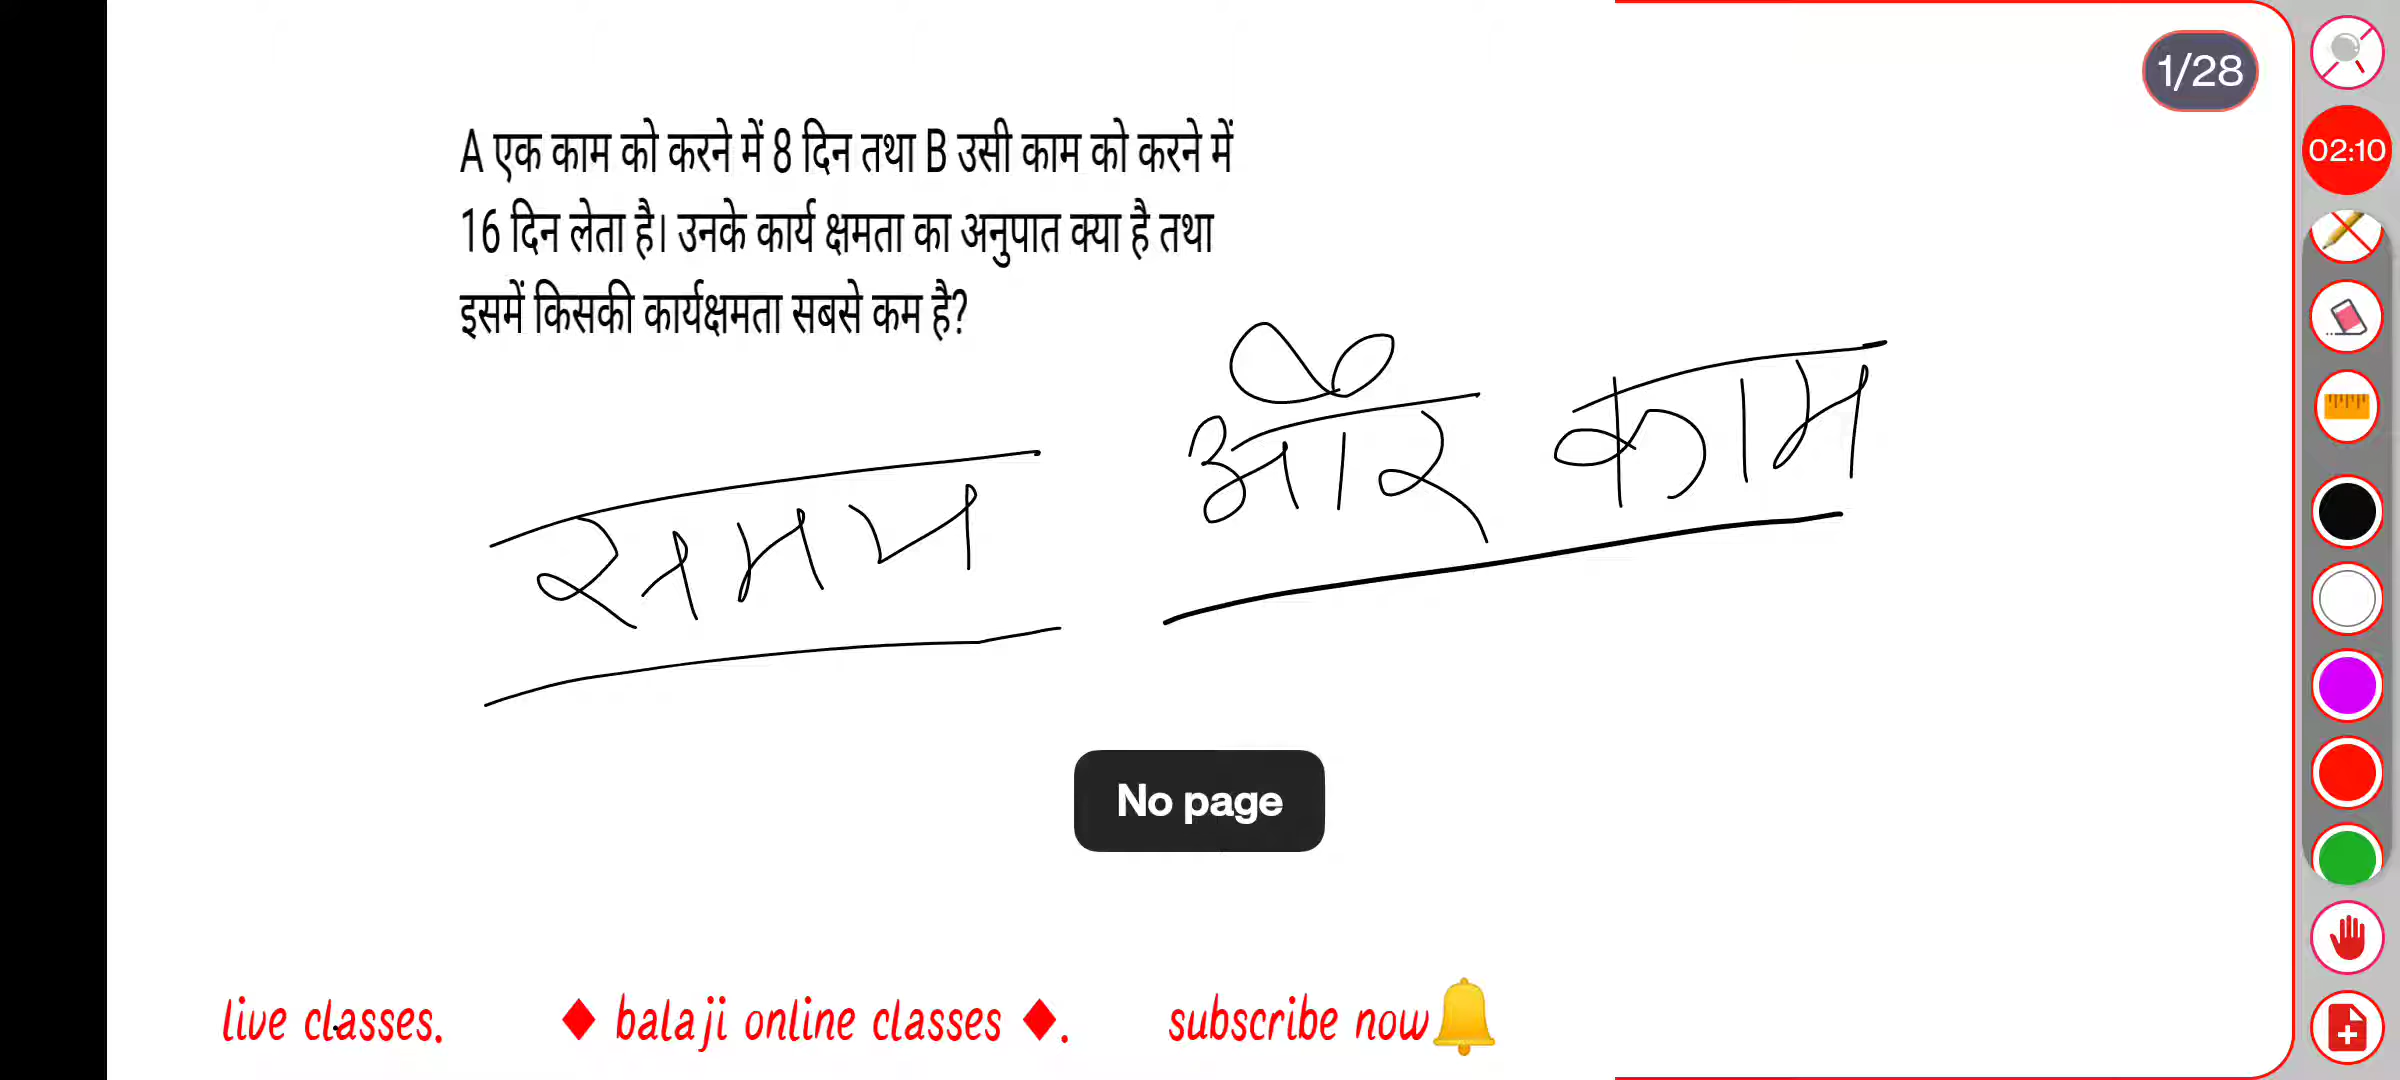 1/28
02:10
A एक काम को करने में 8 दिन तथा B उसी काम को करने में
16 दिन लेता है। उनके कार्य क्षमता का अनुपात क्या है तथा
इसमें किसकी कार्यक्षमता सबसे कम है?
समय और काम
No page
live classes. ♦ balaji online classes ♦. subscribe now🔔